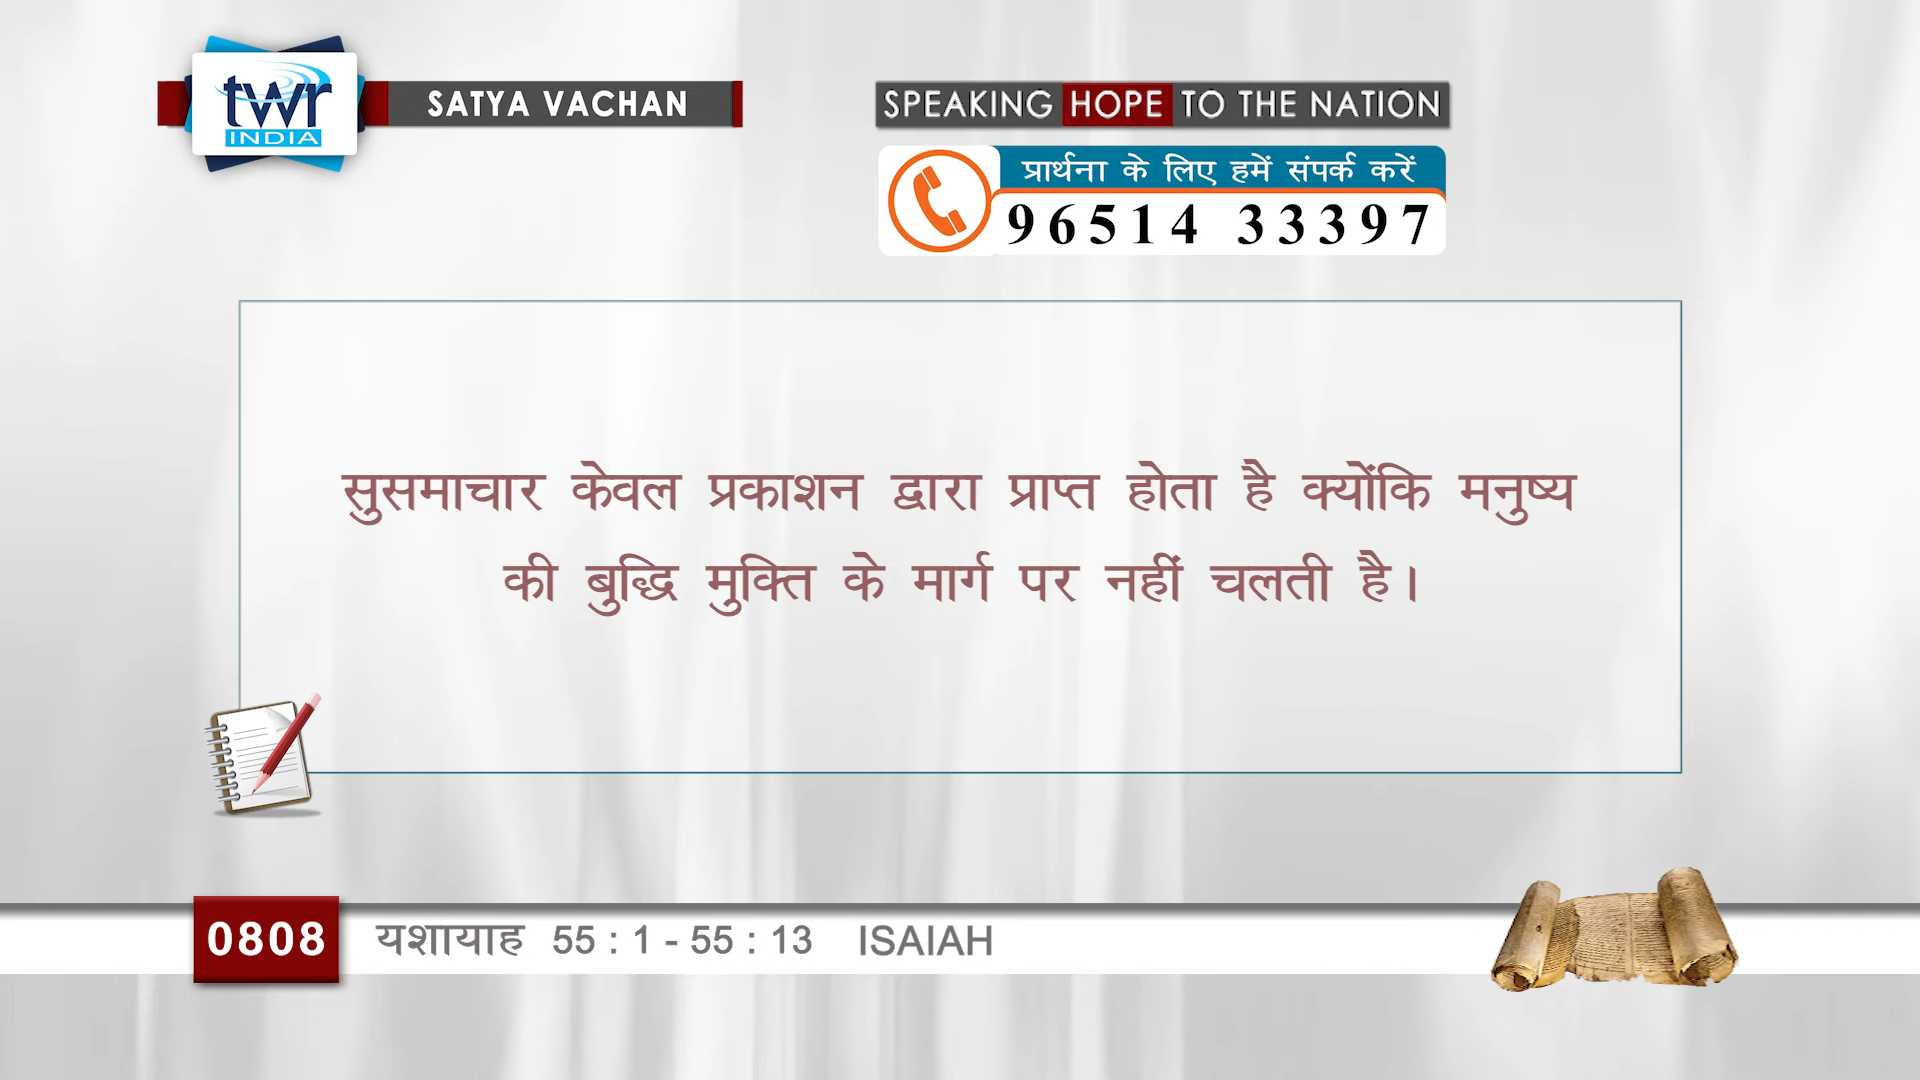 twr
INDIA
SATYA VACHAN
SPEAKING HOPE TO THE NATION
प्रार्थना के लिए हमें संपर्क करें
96514 33397
सुसमाचार केवल प्रकाशन द्वारा प्राप्त होता है क्योंकि मनुष्य
की बुद्धि मुक्ति के मार्ग पर नहीं चलती है।
0808 यशायाह 55 : 1 - 55 : 13 ISAIAH